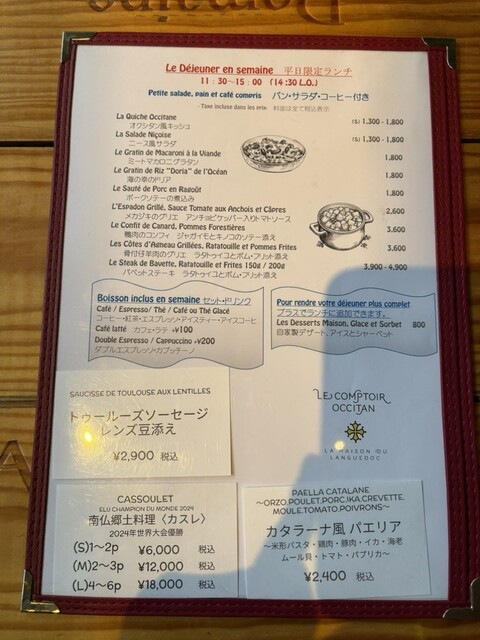 Le Déjeuner en semaine 平日限定ランチ
11:30~15:00 (14:30 L.O.)
Petite salade, pain et café compris パン・サラダ・コーヒー付き
- Taxe incluse dans les prix- 料金は全て税込表示
La Quiche Occitane (S) 1,300 - 1,800
オクシタン風キッシュ
La Salade Niçoise (S) 1,300 - 1,800
ニース風サラダ
Le Gratin de Macaroni à la Viande 1,800
ミートマカロニグラタン
Le Gratin de Riz "Doria" de l'Océan 1,800
海の幸のドリア
Le Sauté de Porc en Ragoût 1,800
ポークソテーの煮込み
L'Espadon Grillé, Sauce Tomate aux Anchois et Câpres 2,600
メカジキのグリエ アンチョビケッパー入りトマトソース
Le Confit de Canard, Pommes Forestières 3,600
鴨肉のコンフィ ジャガイモとキノコのソテー添え
Les Côtes d'Agneau Grillées, Ratatouille et Pommes Frites 3,600
骨付仔羊肉のグリエ ラタトゥイユとポム・フリット添え
Le Steak de Bavette, Ratatouille et Pommes Frites 150g / 200g 3,900 - 4,900
バベットステーキ ラタトゥイユとポム・フリット添え
Boisson inclus en semaine セット・ドリンク
Café / Espresso/ Thé / Café ou Thé Glacé
コーヒー・紅茶・エスプレッソ・アイスティー・アイスコーヒ
Café latté カフェ・ラテ +¥100
Double Espresso / Cappuccino +¥200
ダブルエスプレッソ・カプッチーノ
Pour rendre votre déjeuner plus complet
プラスでランチに追加できます。
Les Desserts Maison, Glace et Sorbet 800
自家製デザート、アイスとシャーベット
SAUCISSE DE TOULOUSE AUX LENTILLES
トゥールーズソーセージ
レンズ豆添え
¥2,900 税込
LE COMPTOIR
OCCITAN
LA MAISON DU
LANGUEDOC
CASSOULET
ELU CHAMPION DU MONDE 2024
南仏郷土料理〈カスレ〉
2024年世界大会優勝
(S)1~2p ¥6,000 税込
(M)2~3p ¥12,000 税込
(L)4~6p ¥18,000 税込
PAELLA CATALANE
~ORZO.POULET.PORC.IKA.CREVETTE.
MOULE.TOMATO.POIVRONS~
カタラーナ風 パエリア
~米形パスタ・鶏肉・豚肉・イカ・海老
ムール貝・トマト・パプリカ~
¥2,400 税込